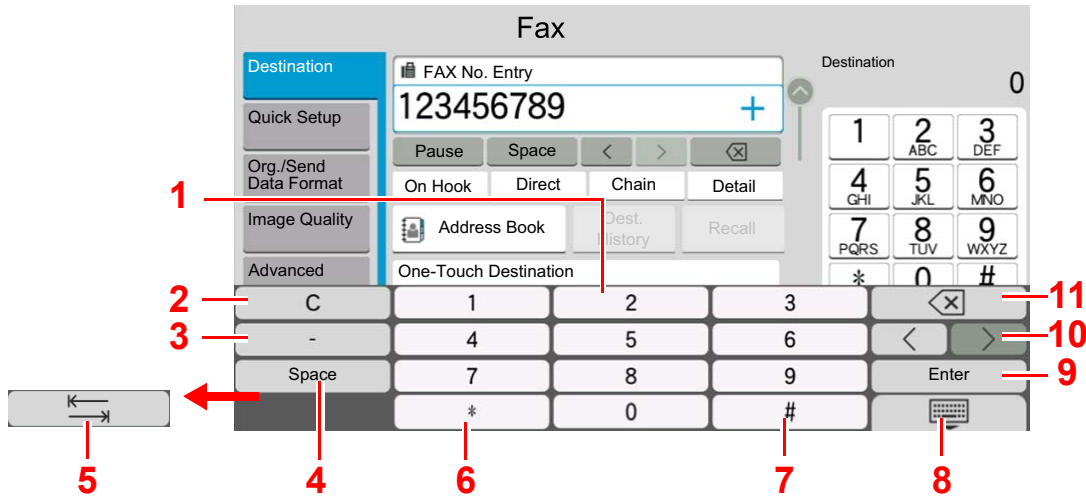 Fax
Destination
Quick Setup
Org./Send
Data Format
Image Quality
Advanced
FAX No. Entry
123456789 +
Pause Space < >
On Hook Direct Chain Detail
Address Book
Dest.
History
Recall
One-Touch Destination
Destination
0
1 2 3
ABC DEF
4 5 6
GHI JKL MNO
7 8 9
PQRS TUV WXYZ
* 0 #
C 1 2 3
- 4 5 6 < >
Space 7 8 9 Enter
* 0 #
1
2
3
4
5
6
7
8
9
10
11